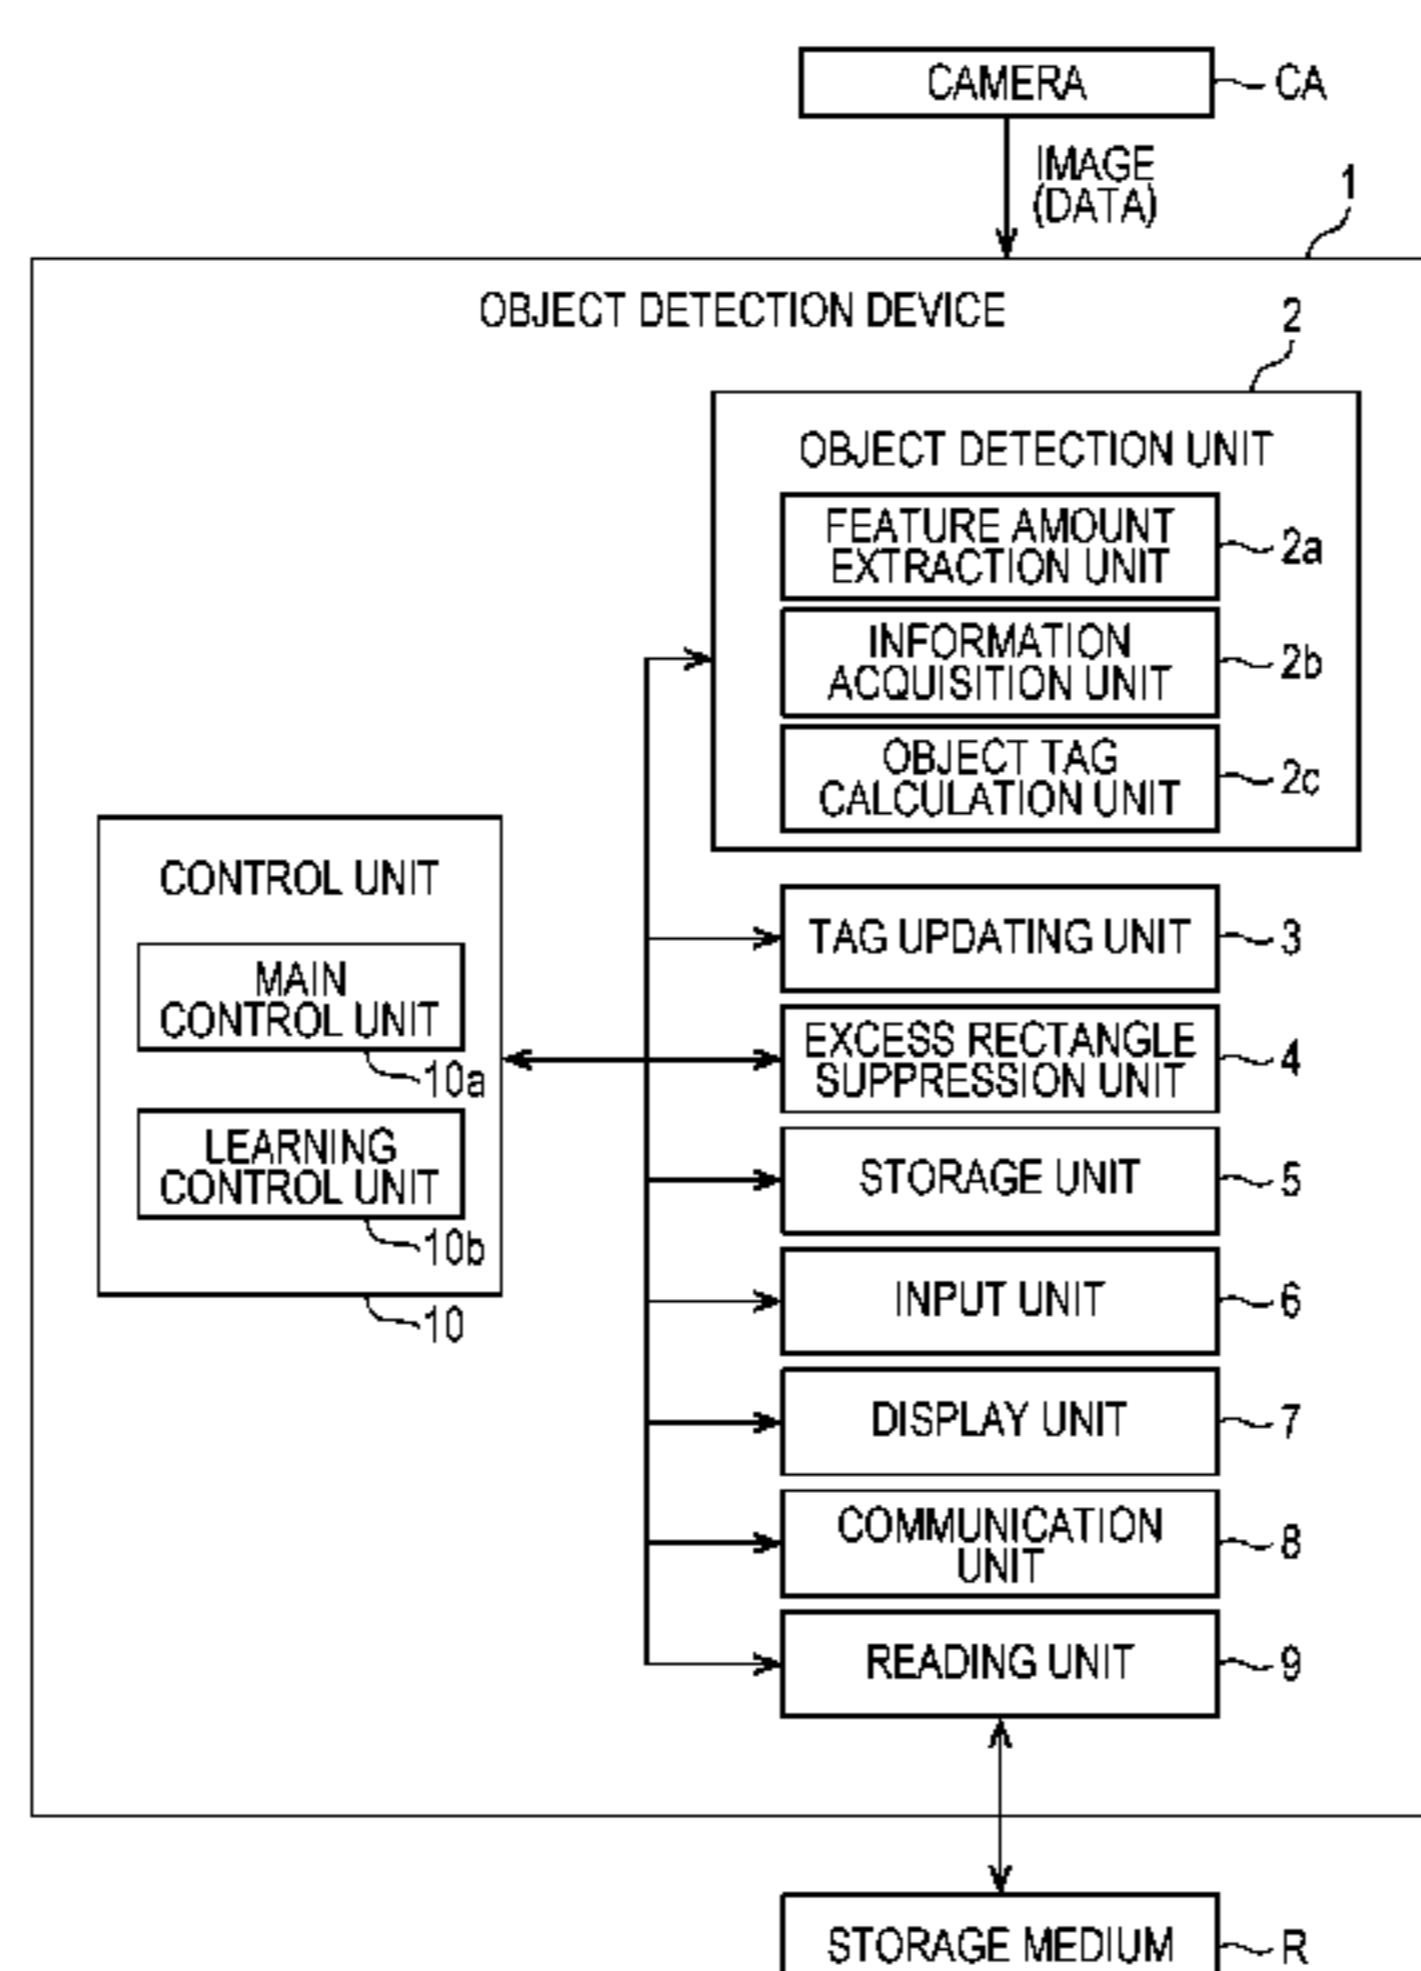 CAMERA
CA
IMAGE
(DATA)
1
OBJECT DETECTION DEVICE
2
OBJECT DETECTION UNIT
FEATURE AMOUNT
EXTRACTION UNIT
2a
INFORMATION
ACQUISITION UNIT
2b
OBJECT TAG
CALCULATION UNIT
2c
CONTROL UNIT
MAIN
CONTROL UNIT
10a
LEARNING
CONTROL UNIT
10b
10
TAG UPDATING UNIT
3
EXCESS RECTANGLE
SUPPRESSION UNIT
4
STORAGE UNIT
5
INPUT UNIT
6
DISPLAY UNIT
7
COMMUNICATION
UNIT
8
READING UNIT
9
STORAGE MEDIUM
R